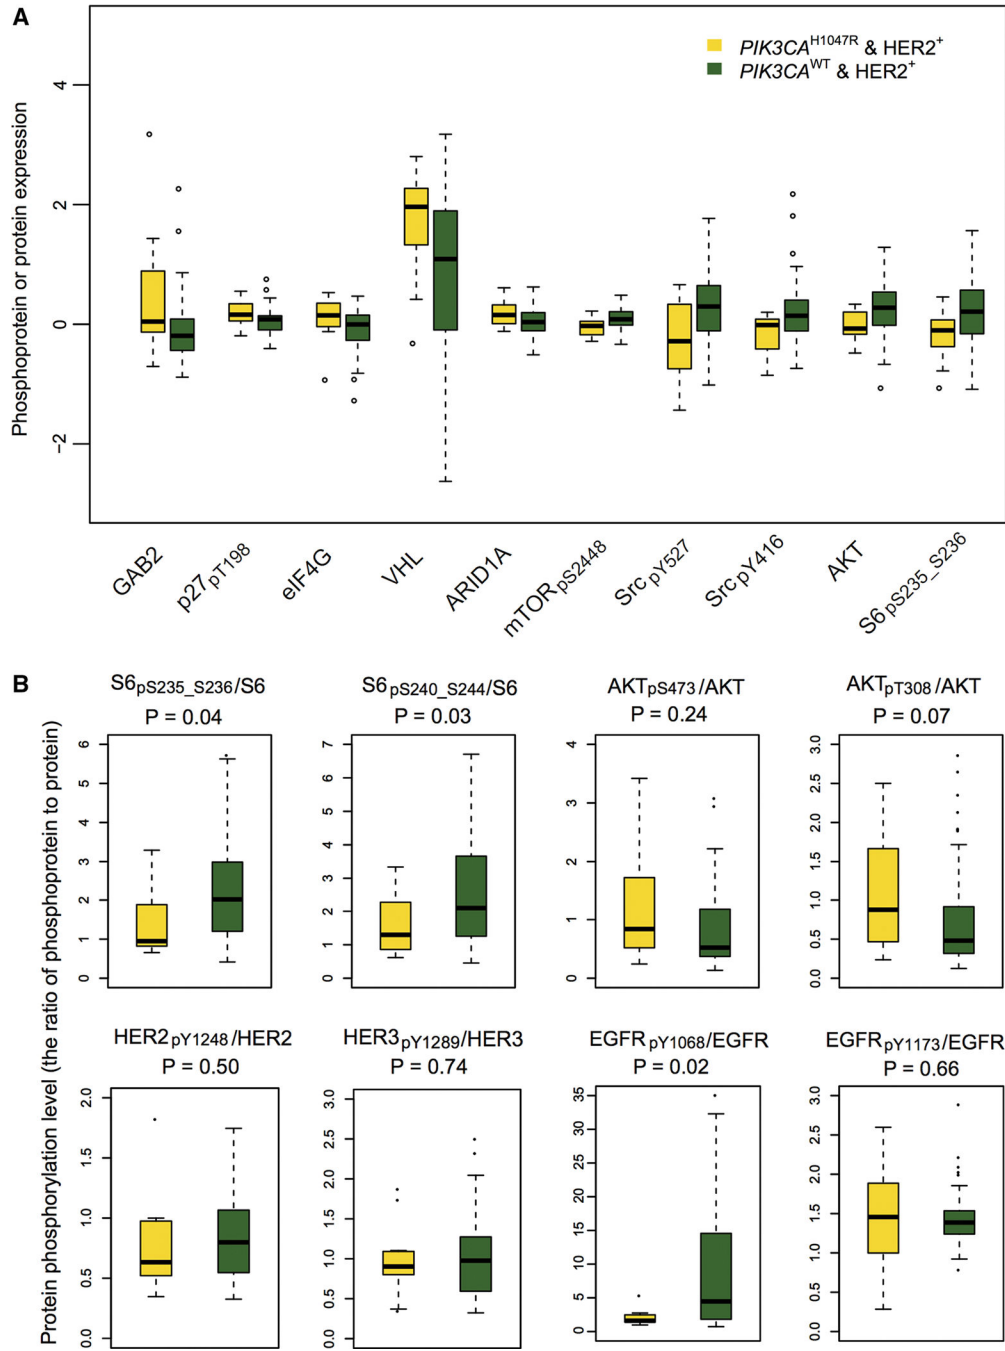 A
PIK3CA^H1047R & HER2^+
PIK3CA^WT & HER2^+
Phosphoprotein or protein expression
4
2
0
−2
GAB2
p27pT198
eIF4G
VHL
ARID1A
mTORpS2448
SrcpY527
SrcpY416
AKT
S6pS235_S236
B
Protein phosphorylation level (the ratio of phosphoprotein to protein)
S6pS235_S236/S6
P = 0.04
6
5
4
3
2
1
0
S6pS240_S244/S6
P = 0.03
7
6
5
4
3
2
1
0
AKTpS473/AKT
P = 0.24
4
3
2
1
0
AKTpT308/AKT
P = 0.07
3.0
2.5
2.0
1.5
1.0
0.5
0.0
HER2pY1248/HER2
P = 0.50
2.0
1.5
1.0
0.5
0.0
HER3pY1289/HER3
P = 0.74
3.0
2.5
2.0
1.5
1.0
0.5
0.0
EGFRpY1068/EGFR
P = 0.02
35
30
25
20
15
10
5
0
EGFRpY1173/EGFR
P = 0.66
3.0
2.5
2.0
1.5
1.0
0.5
0.0